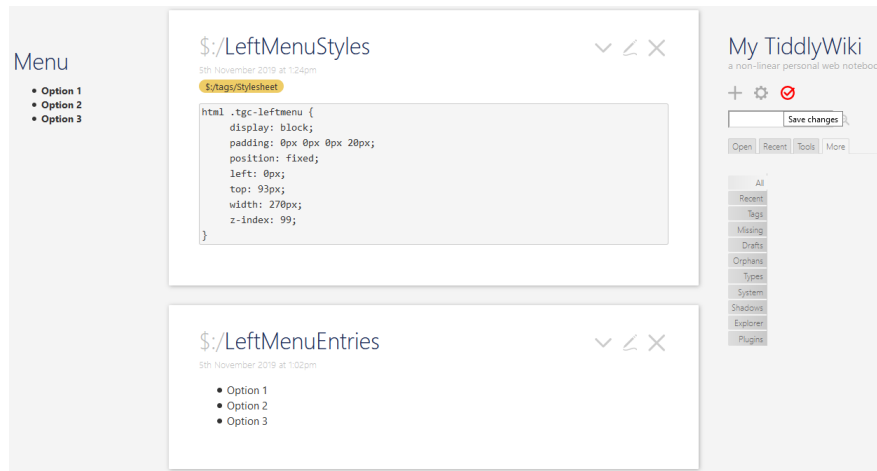 Menu
Option 1
Option 2
Option 3
$:/LeftMenuStyles
5th November 2019 at 1:24pm
$:/tags/Stylesheet
html .tgc-leftmenu {
display: block;
padding: 0px 0px 0px 20px;
position: fixed;
left: 0px;
top: 93px;
width: 270px;
z-index: 99;
}
$:/LeftMenuEntries
5th November 2019 at 1:02pm
Option 1
Option 2
Option 3
My TiddlyWiki
a non-linear personal web noteboo
Save changes
Open Recent Tools More
All
Recent
Tags
Missing
Drafts
Orphans
Types
System
Shadows
Explorer
Plugins